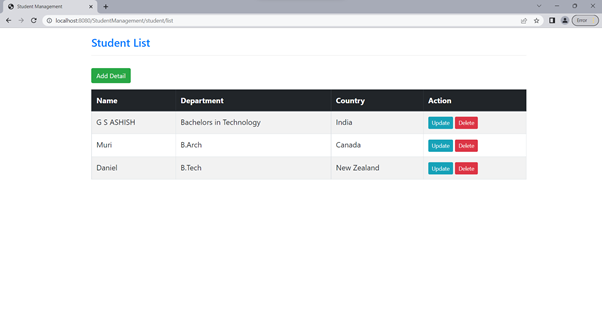 Student Management
localhost:8080/StudentManagement/student/list
Error
Student List
Add Detail
Name Department Country Action
G S ASHISH Bachelors in Technology India Update Delete
Muri B.Arch Canada Update Delete
Daniel B.Tech New Zealand Update Delete